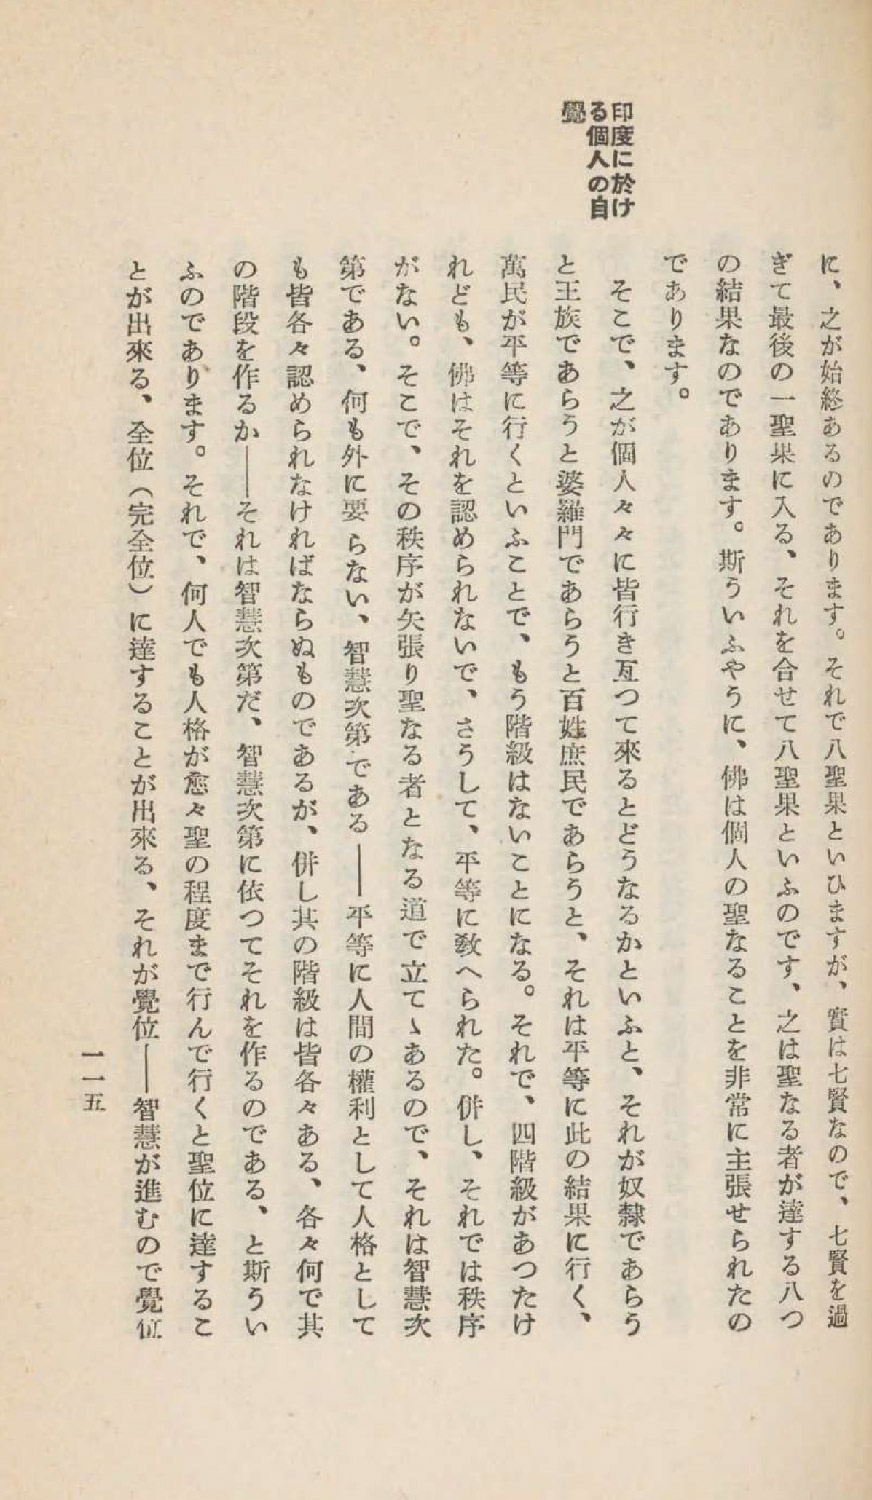 に、之が始終あるのであります。それで八聖果といひますが、實は七賢なので、七賢を過
ぎて最後の一聖果に入る、それを合せて八聖果といふのです、之は聖なる者が達する八つ
の結果なのであります。斯ういふやうに、佛は個人の聖なることを非常に主張せられたの
であります。
印度に於け
る個人の自
覺
そこで、之が個人々々に皆行き亙つて來るとどうなるかといふと、それが奴隸であらう
と王族であらうと婆羅門であらうと百姓庶民であらうと、それは平等に此の結果に行く、
萬民が平等に行くといふことで、もう階級はないことになる。それで、四階級があつたけ
れども、佛はそれを認められないで、さうして、平等に敎へられた。併し、それでは秩序
がない。そこで、その秩序が矢張り聖なる者となる道で立てゝあるので、それは智慧次
第である、何も外に要らない、智慧次第である――平等に人間の權利として人格として
も皆各々認められなければならぬものであるが、併し其の階級は皆各々ある、各々何で其
の階段を作るか――それは智慧次第だ、智慧次第に依つてそれを作るのである、と斯うい
ふのであります。それで、何人でも人格が愈々聖の程度まで行んで行くと聖位に達するこ
とが出來る、全位（完全位）に達することが出來る、それが覺位――智慧が進むので覺位
一一五